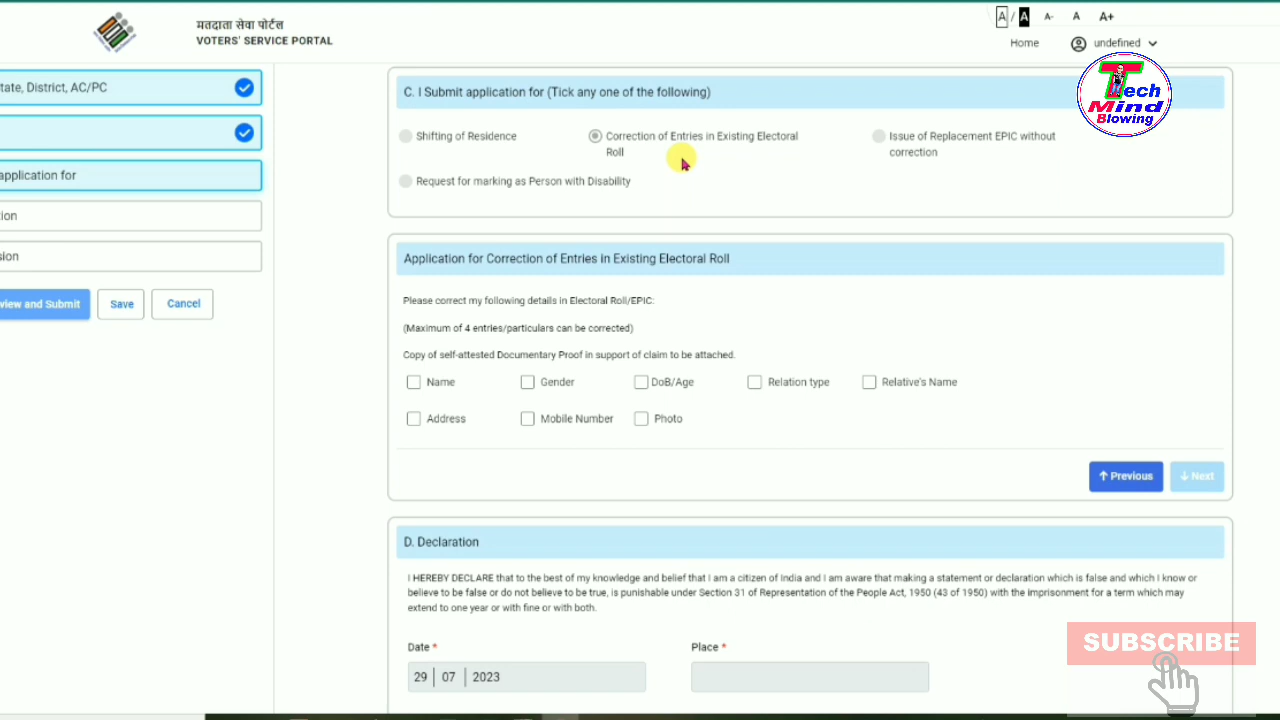 मतदाता सेवा पोर्टल
VOTERS' SERVICE PORTAL
A / A A- A A+
Home undefined
Tech
Mind
Blowing
tate, District, AC/PC
application for
tion
sion
view and Submit Save Cancel
C. I Submit application for (Tick any one of the following)
Shifting of Residence
Correction of Entries in Existing Electoral
Roll
Issue of Replacement EPIC without
correction
Request for marking as Person with Disability
Application for Correction of Entries in Existing Electoral Roll
Please correct my following details in Electoral Roll/EPIC:
(Maximum of 4 entries/particulars can be corrected)
Copy of self-attested Documentary Proof in support of claim to be attached.
Name Gender DoB/Age Relation type Relative's Name
Address Mobile Number Photo
Previous Next
D. Declaration
I HEREBY DECLARE that to the best of my knowledge and belief that I am a citizen of India and I am aware that making a statement or declaration which is false and which I know or
believe to be false or do not believe to be true, is punishable under Section 31 of Representation of the People Act, 1950 (43 of 1950) with the imprisonment for a term which may
extend to one year or with fine or with both.
Date * Place *
29 07 2023
SUBSCRIBE